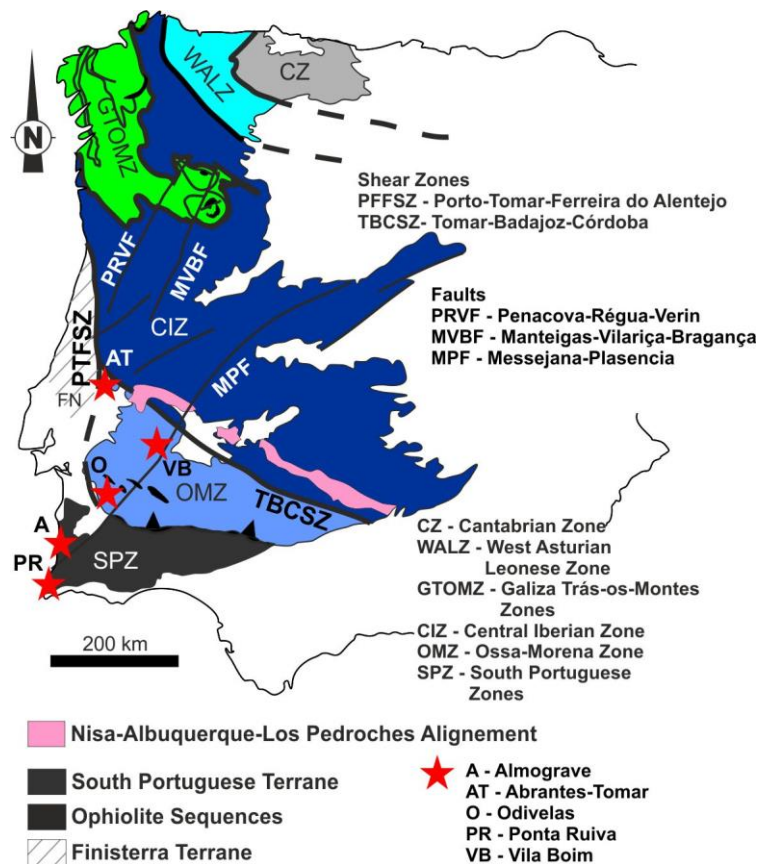 CZ
WALZ
GTOMZ
N
Shear Zones
PFFSZ - Porto-Tomar-Ferreira do Alentejo
TBCSZ- Tomar-Badajoz-Córdoba
PRVF
MVBF
Faults
PRVF - Penacova-Régua-Verin
MVBF - Manteigas-Vilariça-Bragança
MPF - Messejana-Plasencia
CIZ
PTFSZ
AT
MPF
FN
VB
O
OMZ
TBCSZ
A
SPZ
PR
CZ - Cantabrian Zone
WALZ - West Asturian
Leonese Zone
GTOMZ - Galiza Trás-os-Montes
Zones
CIZ - Central Iberian Zone
OMZ - Ossa-Morena Zone
SPZ - South Portuguese
Zones
200 km
Nisa-Albuquerque-Los Pedroches Alignement
South Portuguese Terrane
Ophiolite Sequences
Finisterra Terrane
A - Almograve
AT - Abrantes-Tomar
O - Odivelas
PR - Ponta Ruiva
VB - Vila Boim